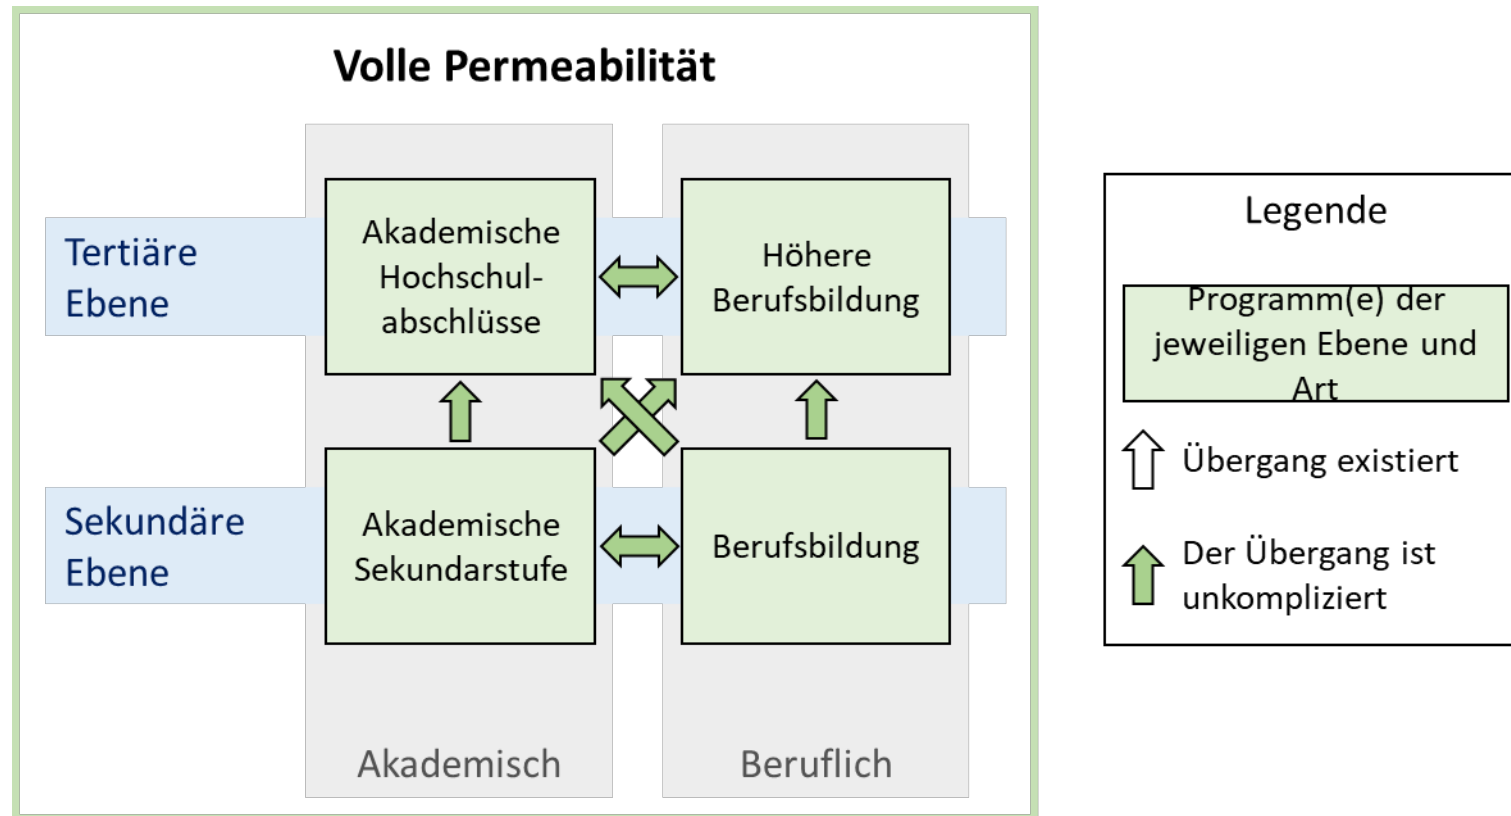 Volle Permeabilität
Tertiäre
Ebene
Akademische
Hochschul-
abschlüsse
Höhere
Berufsbildung
Sekundäre
Ebene
Akademische
Sekundarstufe
Berufsbildung
Akademisch
Beruflich
Legende
Programm(e) der
jeweiligen Ebene und
Art
Übergang existiert
Der Übergang ist
unkompliziert